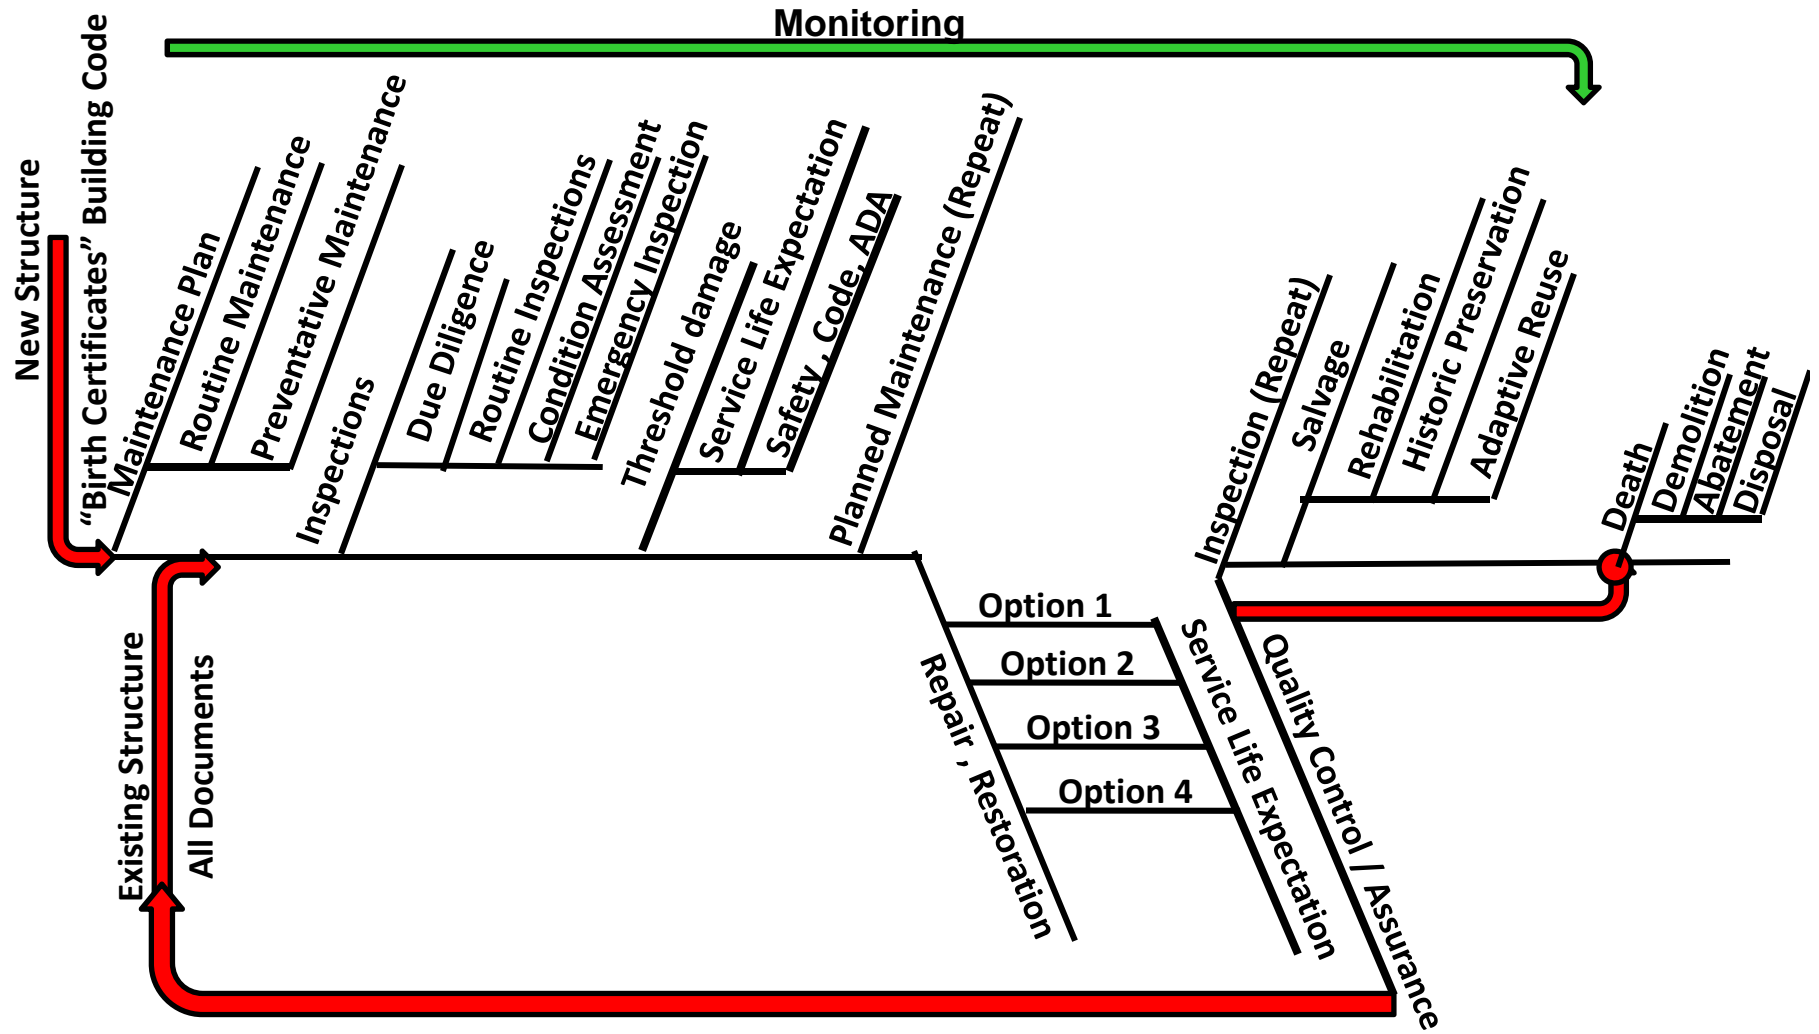 Monitoring
New Structure
“Birth Certificates” Building Code
Maintenance Plan
Routine Maintenance
Preventative Maintenance
Inspections
Due Diligence
Routine Inspections
Condition Assessment
Emergency Inspection
Threshold damage
Service Life Expectation
Safety , Code, ADA
Planned Maintenance (Repeat)
Inspection (Repeat)
Salvage
Rehabilitation
Historic Preservation
Adaptive Reuse
Death
Demolition
Abatement
Disposal
Existing Structure
All Documents
Repair , Restoration
Option 1
Option 2
Option 3
Option 4
Service Life Expectation
Quality Control / Assurance